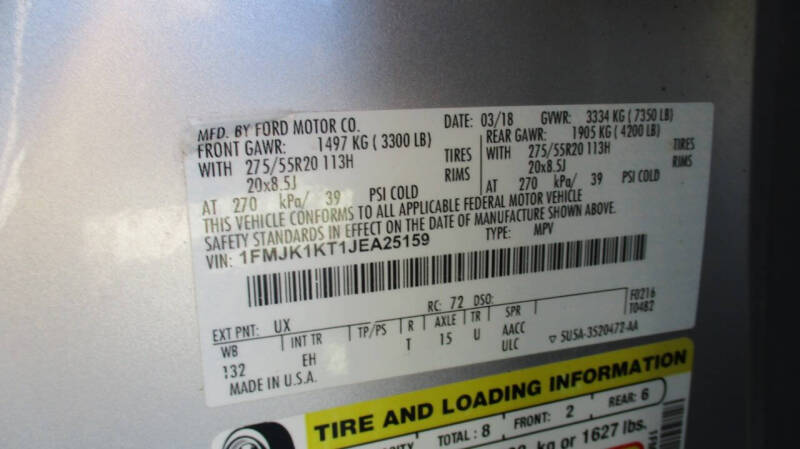 MFD. BY FORD MOTOR CO. DATE: 03/18 GVWR: 3334 KG (7350 LB)
FRONT GAWR: 1497 KG (3300 LB) REAR GAWR: 1905 KG (4200 LB)
WITH 275/55R20 113H TIRES WITH 275/55R20 113H TIRES
20x8.5J RIMS 20x8.5J RIMS
AT 270 kPa/ 39 PSI COLD AT 270 kPa/ 39 PSI COLD
THIS VEHICLE CONFORMS TO ALL APPLICABLE FEDERAL MOTOR VEHICLE
SAFETY STANDARDS IN EFFECT ON THE DATE OF MANUFACTURE SHOWN ABOVE.
VIN: 1FMJK1KT1JEA25159 TYPE: MPV
F0216
T0482
EXT PNT: UX RC: 72 DSO:
WB INT TR TP/PS R AXLE TR SPR
132 EH T 15 U AACC
ULC ▽ 5U5A-3520472-AA
MADE IN U.S.A.
TIRE AND LOADING INFORMATION
TOTAL: 8 FRONT: 2 REAR: 6
kg or 1627 lbs.